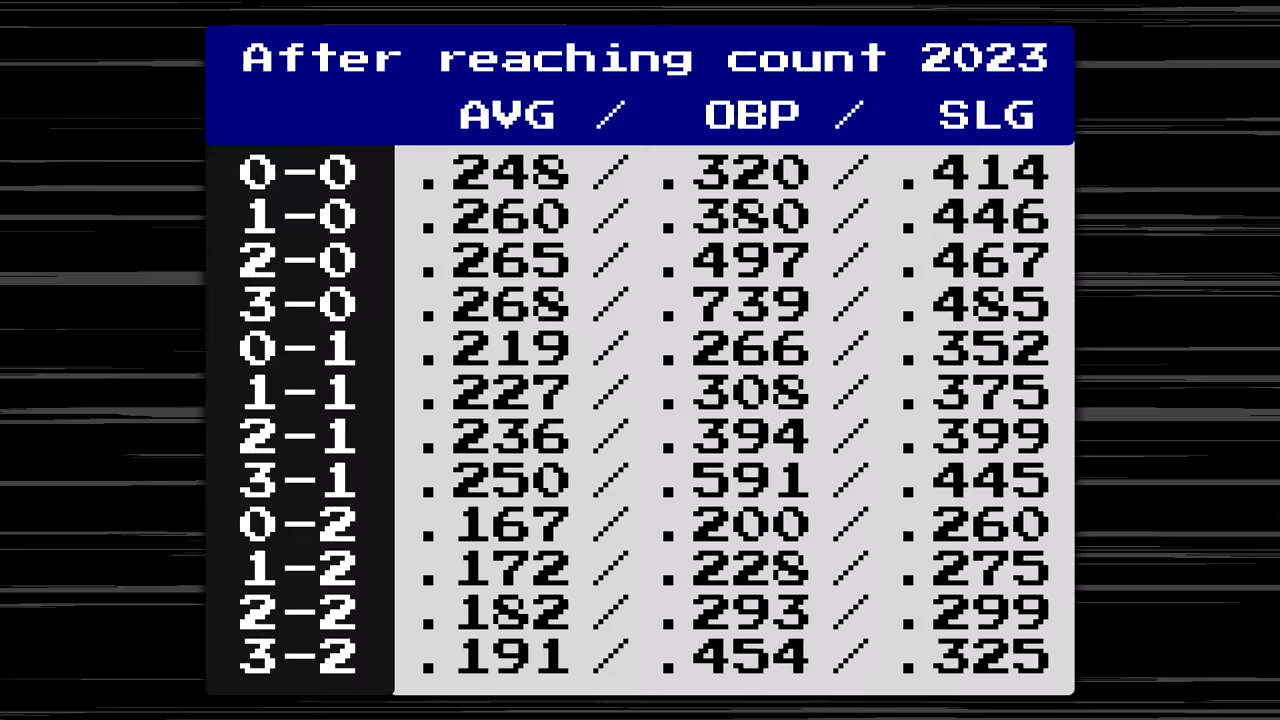 After reaching count 2023
AVG / OBP / SLG
0-0 .248 / .320 / .414
1-0 .260 / .380 / .446
2-0 .265 / .497 / .467
3-0 .268 / .739 / .485
0-1 .219 / .266 / .352
1-1 .227 / .308 / .375
2-1 .236 / .394 / .399
3-1 .250 / .591 / .445
0-2 .167 / .200 / .260
1-2 .172 / .228 / .275
2-2 .182 / .293 / .299
3-2 .191 / .454 / .325